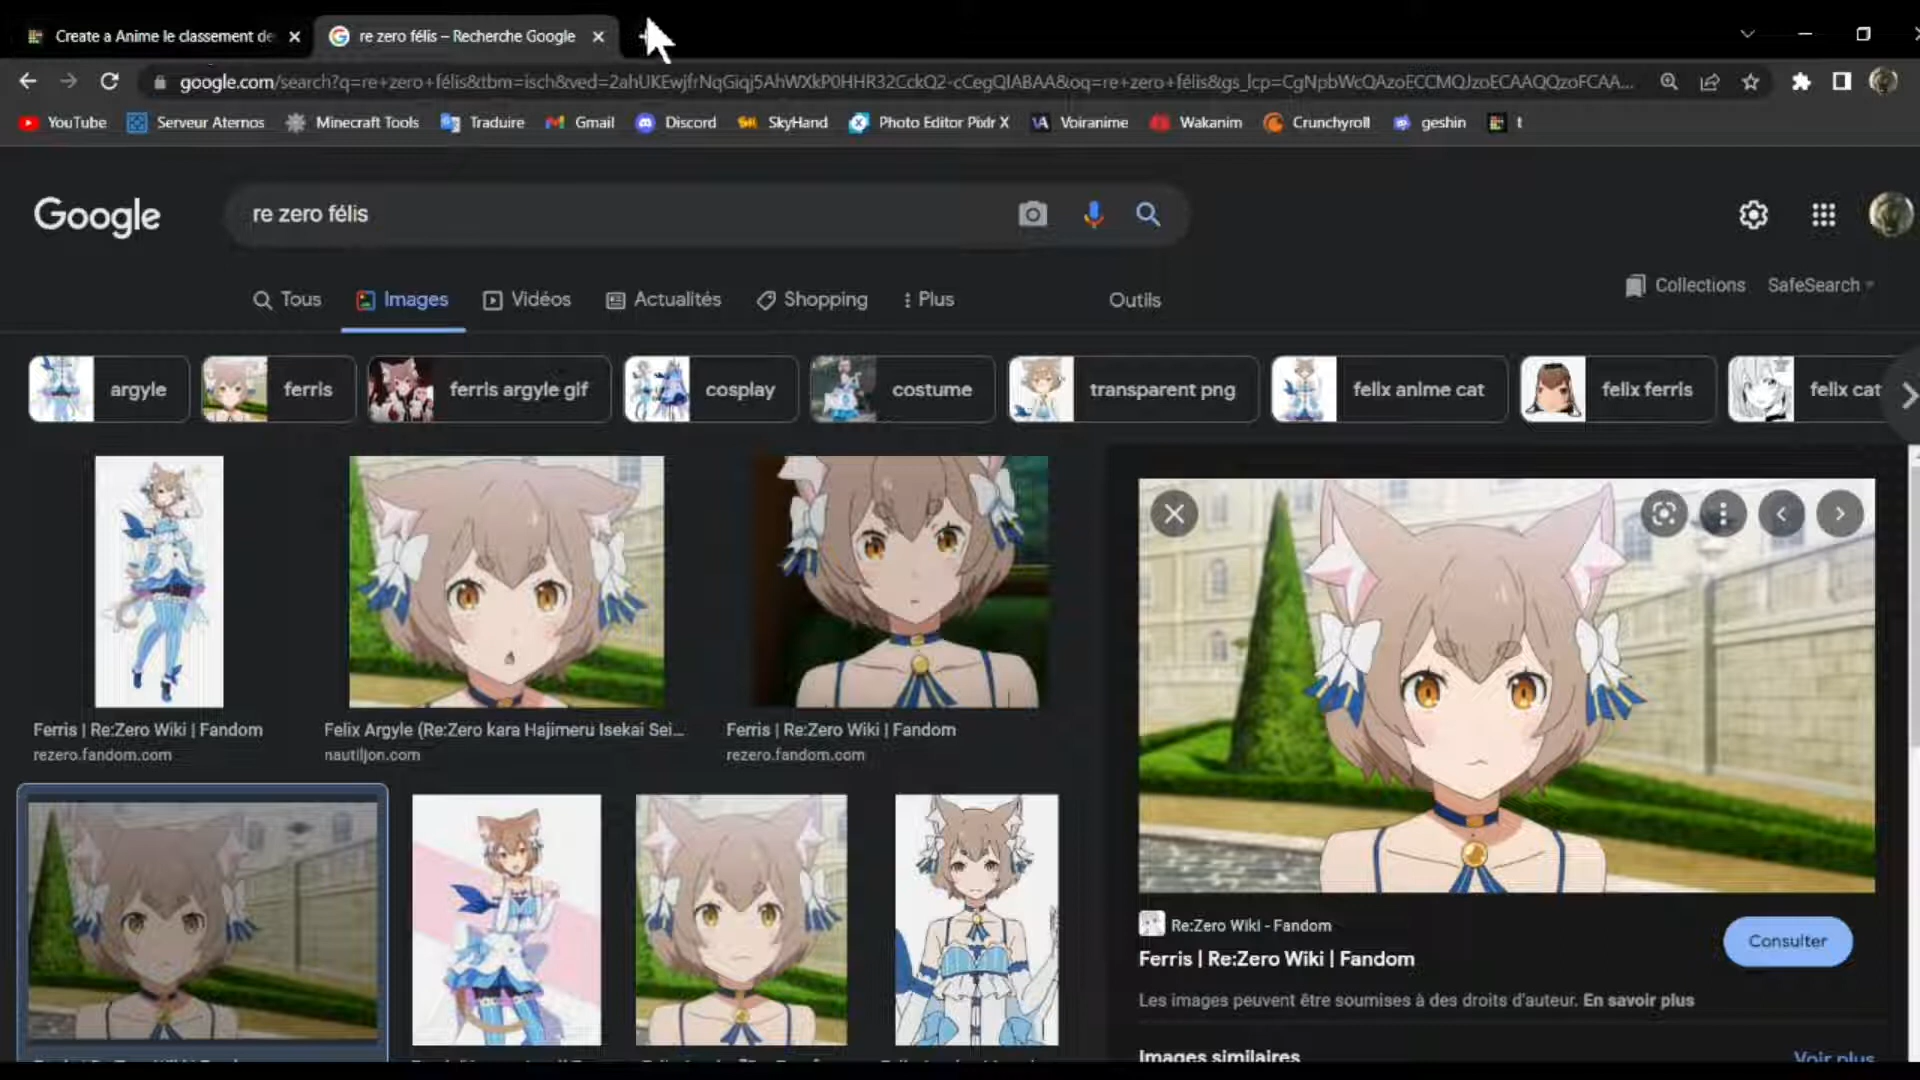 Create a Anime le classement de
re zero félis – Recherche Google
google.com/search?q=re+zero+félis&tbm=isch&ved=2ahUKEwjfrNqGiqj5AhWXkP0HHR32CckQ2-cCegQIABAA&oq=re+zero+félis&gs_lcp=CgNpbWcQAzoECCMQJzoECAAQQzoFCAA...
YouTube
Serveur Aternos
Minecraft Tools
Traduire
Gmail
Discord
SkyHand
Photo Editor Pixlr X
Voiranime
Wakanim
Crunchyroll
geshin
t
Google
re zero félis
Tous
Images
Vidéos
Actualités
Shopping
Plus
Outils
Collections
SafeSearch
argyle
ferris
ferris argyle gif
cosplay
costume
transparent png
felix anime cat
felix ferris
felix cat
Ferris | Re:Zero Wiki | Fandom
rezero.fandom.com
Felix Argyle (Re:Zero kara Hajimeru Isekai Sei...
nautiljon.com
Ferris | Re:Zero Wiki | Fandom
rezero.fandom.com
Re:Zero Wiki - Fandom
Ferris | Re:Zero Wiki | Fandom
Consulter
Les images peuvent être soumises à des droits d'auteur. En savoir plus
Images similaires
Voir plus